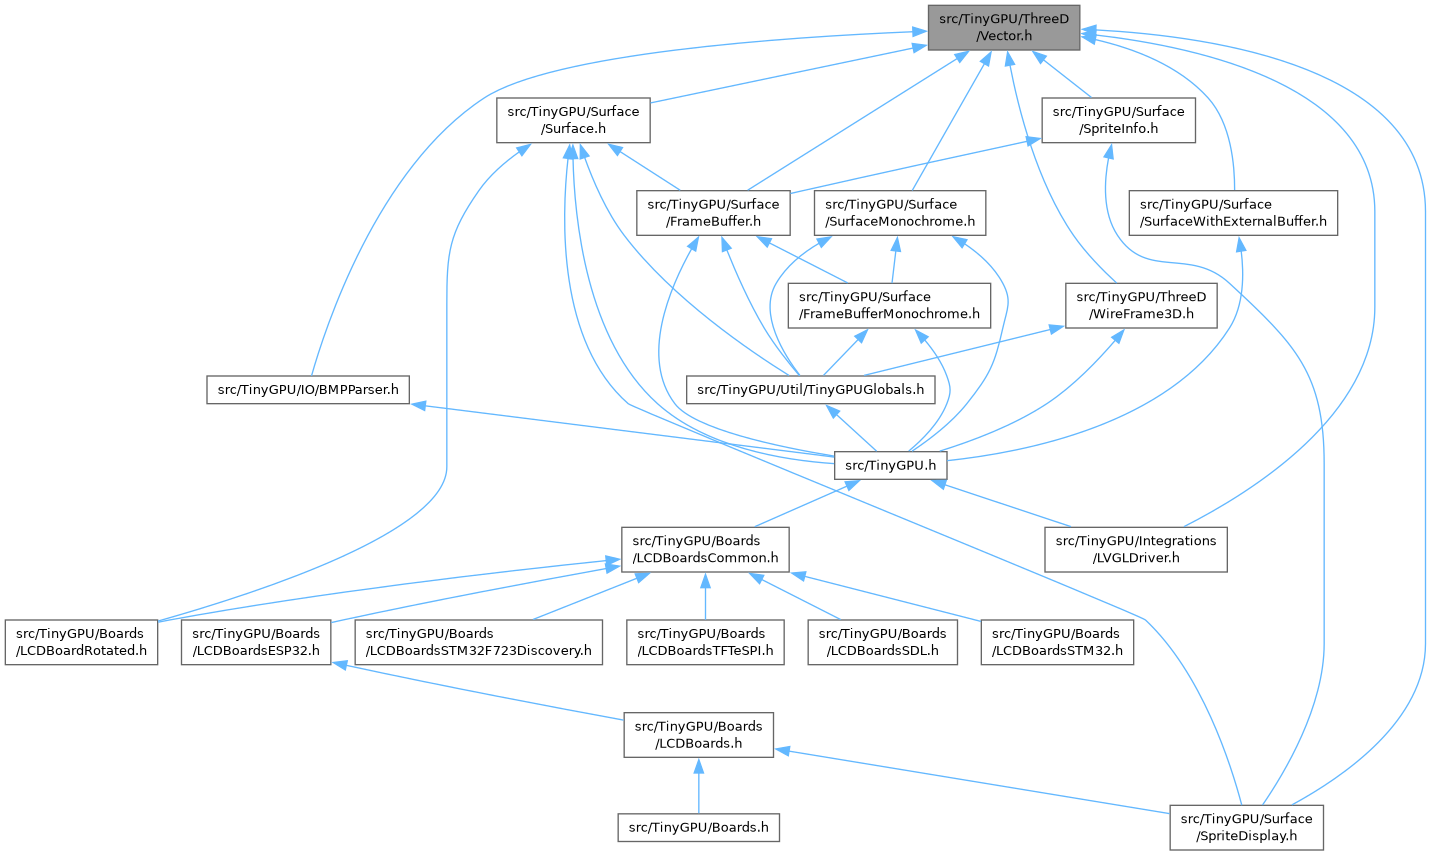 src/TinyGPU/ThreeD
/Vector.h
src/TinyGPU/Surface
/Surface.h
src/TinyGPU/Surface
/SpriteInfo.h
src/TinyGPU/Surface
/FrameBuffer.h
src/TinyGPU/Surface
/SurfaceMonochrome.h
src/TinyGPU/Surface
/SurfaceWithExternalBuffer.h
src/TinyGPU/Surface
/FrameBufferMonochrome.h
src/TinyGPU/ThreeD
/WireFrame3D.h
src/TinyGPU/IO/BMPParser.h
src/TinyGPU/Util/TinyGPUGlobals.h
src/TinyGPU.h
src/TinyGPU/Boards
/LCDBoardsCommon.h
src/TinyGPU/Integrations
/LVGLDriver.h
src/TinyGPU/Boards
/LCDBoardRotated.h
src/TinyGPU/Boards
/LCDBoardsESP32.h
src/TinyGPU/Boards
/LCDBoardsSTM32F723Discovery.h
src/TinyGPU/Boards
/LCDBoardsTFTeSPI.h
src/TinyGPU/Boards
/LCDBoardsSDL.h
src/TinyGPU/Boards
/LCDBoardsSTM32.h
src/TinyGPU/Boards
/LCDBoards.h
src/TinyGPU/Boards.h
src/TinyGPU/Surface
/SpriteDisplay.h